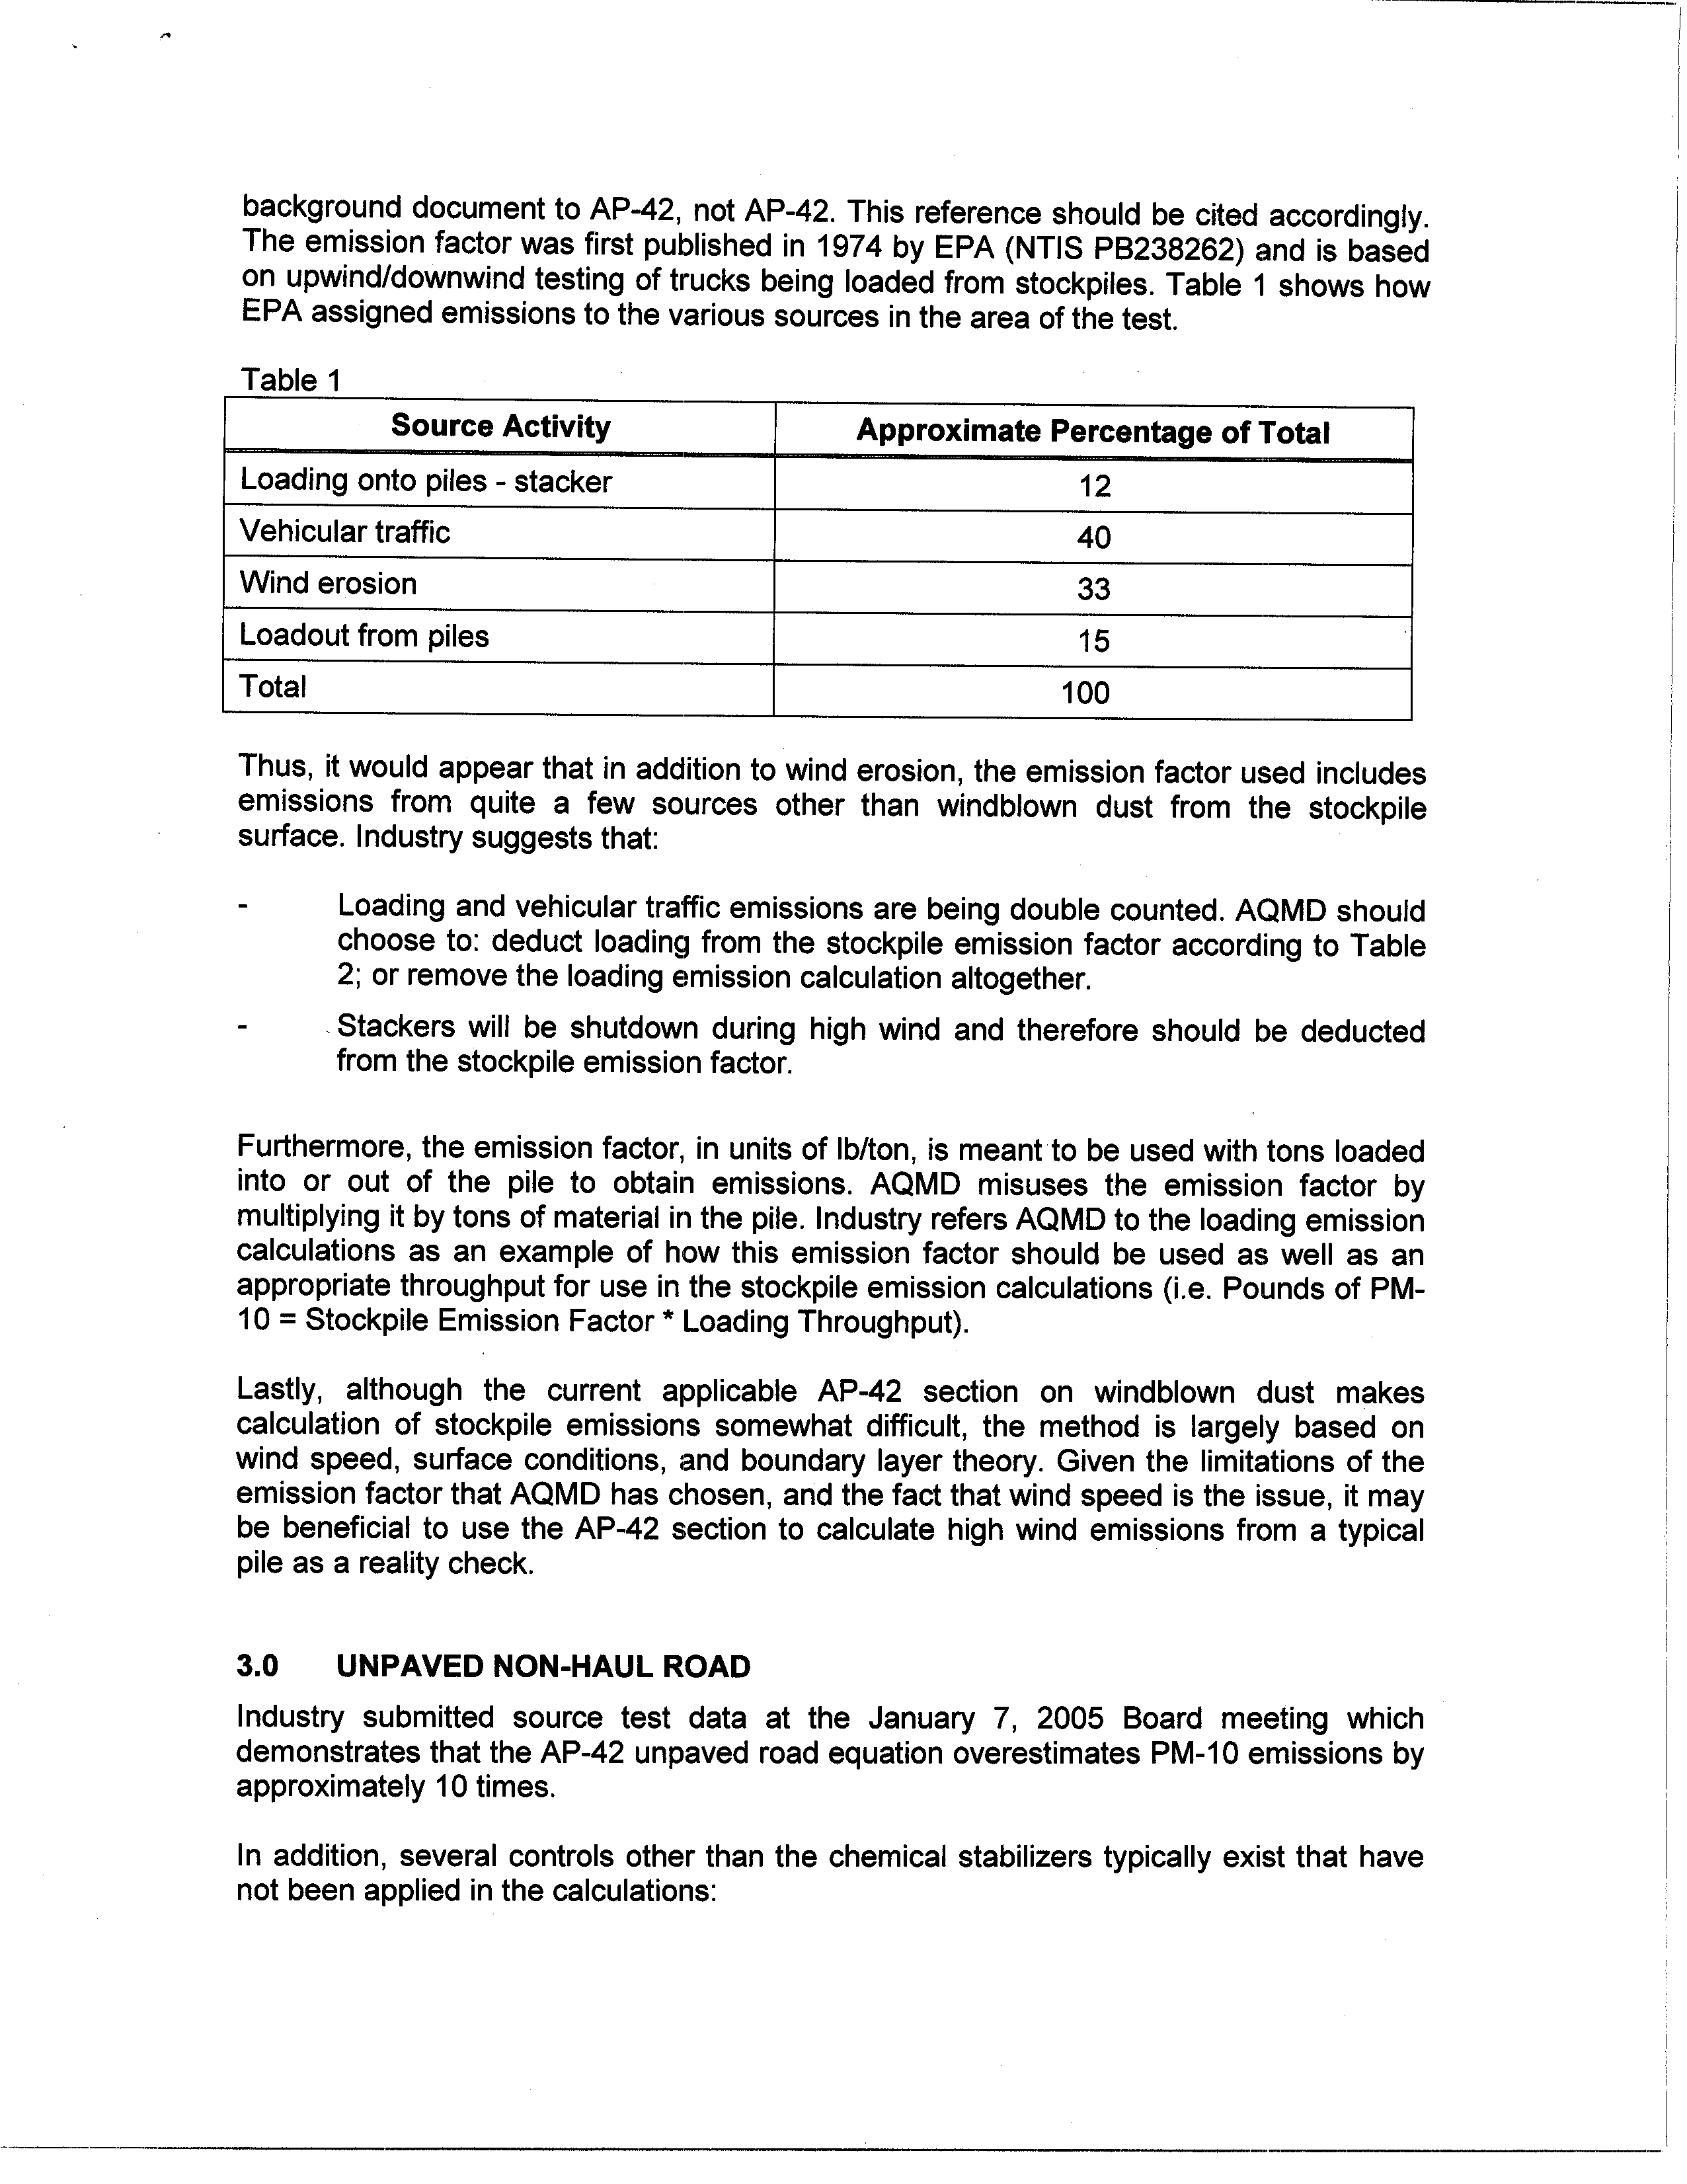 background document to AP-42, not AP-42. This reference should be cited accordingly.
The emission factor was first published in 1974 by EPA (NTIS PB238262) and is based
on upwind/downwind testing of trucks being loaded from stockpiles. Table 1 shows how
EPA assigned emissions to the various sources in the area of the test.
Table 1
Source Activity Approximate Percentage of Total
Loading onto piles - stacker 12
Vehicular traffic 40
Wind erosion 33
Loadout from piles 15
Total 100
Thus, it would appear that in addition to wind erosion, the emission factor used includes
emissions from quite a few sources other than windblown dust from the stockpile
surface. Industry suggests that:
- Loading and vehicular traffic emissions are being double counted. AQMD should
choose to: deduct loading from the stockpile emission factor according to Table
2; or remove the loading emission calculation altogether.
- Stackers will be shutdown during high wind and therefore should be deducted
from the stockpile emission factor.
Furthermore, the emission factor, in units of lb/ton, is meant to be used with tons loaded
into or out of the pile to obtain emissions. AQMD misuses the emission factor by
multiplying it by tons of material in the pile. Industry refers AQMD to the loading emission
calculations as an example of how this emission factor should be used as well as an
appropriate throughput for use in the stockpile emission calculations (i.e. Pounds of PM-
10 = Stockpile Emission Factor * Loading Throughput).
Lastly, although the current applicable AP-42 section on windblown dust makes
calculation of stockpile emissions somewhat difficult, the method is largely based on
wind speed, surface conditions, and boundary layer theory. Given the limitations of the
emission factor that AQMD has chosen, and the fact that wind speed is the issue, it may
be beneficial to use the AP-42 section to calculate high wind emissions from a typical
pile as a reality check.
3.0 UNPAVED NON-HAUL ROAD
Industry submitted source test data at the January 7, 2005 Board meeting which
demonstrates that the AP-42 unpaved road equation overestimates PM-10 emissions by
approximately 10 times.
In addition, several controls other than the chemical stabilizers typically exist that have
not been applied in the calculations: